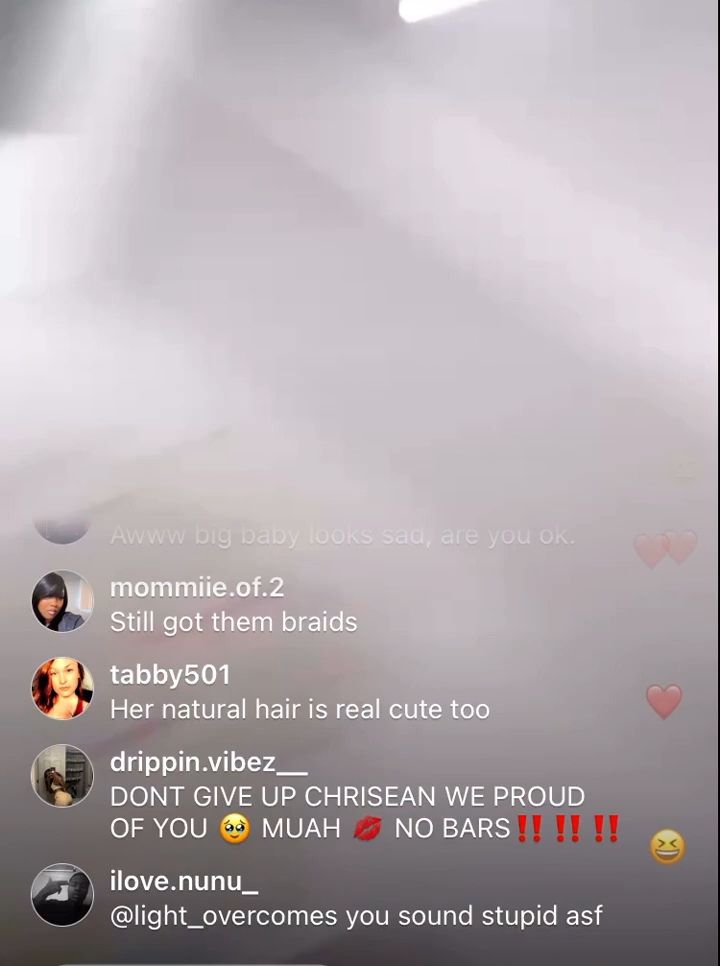 Awww big baby looks sad, are you ok.
mommiie.of.2
Still got them braids
tabby501
Her natural hair is real cute too
drippin.vibez__
DONT GIVE UP CHRISEAN WE PROUD
OF YOU 🥹 MUAH 💋 NO BARS‼️ ‼️ ‼️
ilove.nunu_
@light_overcomes you sound stupid asf